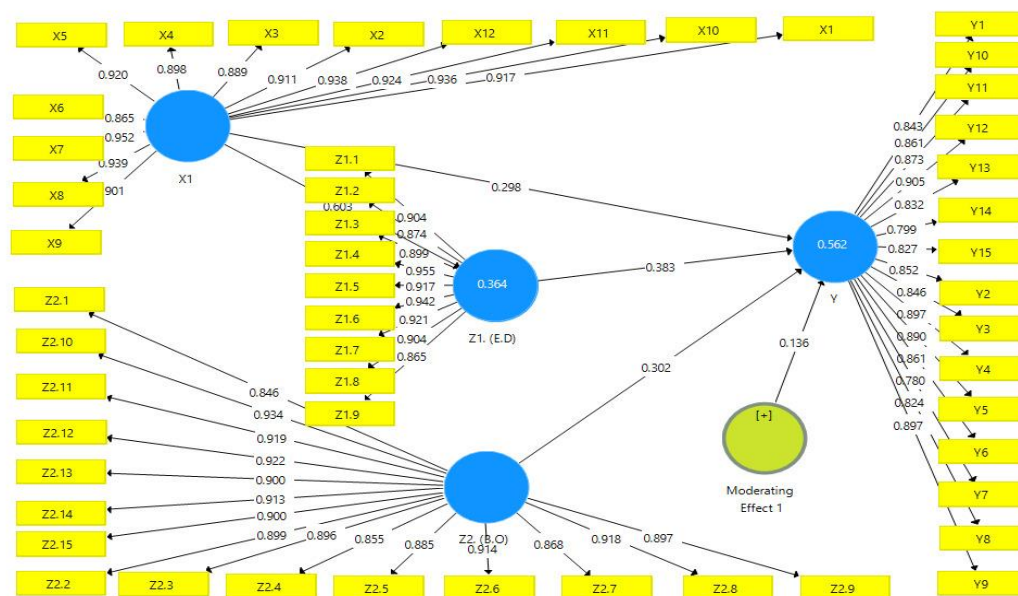 X5
X4
X3
X2
X12
X11
X10
X1
Y1
0.920
0.898
0.889
0.911
0.938
0.924
0.936
0.917
Y10
Y11
X6
0.865
X7
0.952
X8
0.939
X9
901
X1
0.603
0.298
Y12
Y13
Y14
Y15
Y2
Y3
Y4
Y5
Y6
Y7
Y8
Y9
0.843
0.861
0.873
0.905
0.832
0.799
0.827
0.852
0.846
0.897
0.890
0.861
0.780
0.824
0.897
0.562
Y
Z1.1
Z1.2
Z1.3
Z1.4
Z1.5
Z1.6
Z1.7
Z1.8
Z1.9
0.904
0.874
0.899
0.955
0.917
0.942
0.921
0.904
0.865
0.364
Z1. (E.D)
0.383
0.302
0.136
[+]
Moderating
Effect 1
Z2.1
Z2.10
Z2.11
Z2.12
Z2.13
Z2.14
Z2.15
Z2.2
Z2.3
Z2.4
Z2.5
Z2.6
Z2.7
Z2.8
Z2.9
0.846
0.934
0.919
0.922
0.900
0.913
0.900
0.899
0.896
0.855
0.885
0.914
0.868
0.918
0.897
Z2. (B.O)